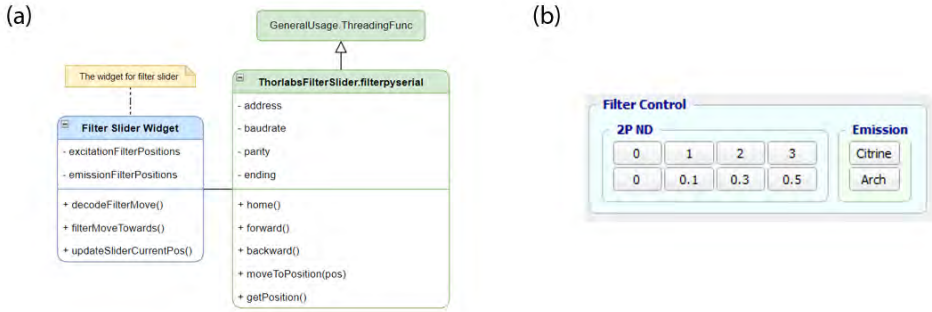 (a)
GeneralUsage.ThreadingFunc
The widget for filter slider
Filter Slider Widget
- excitationFilterPositions
- emissionFilterPositions
+ decodeFilterMove()
+ filterMoveTowards()
+ updateSliderCurrentPos()
ThorlabsFilterSlider.filterpyserial
- address
- baudrate
- parity
- ending
+ home()
+ forward()
+ backward()
+ moveToPosition(pos)
+ getPosition()
(b)
Filter Control
2P ND
0 1 2 3
0 0.1 0.3 0.5
Emission
Citrine
Arch